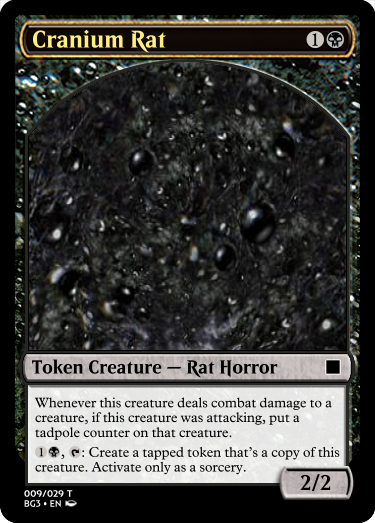 Cranium Rat 1
Token Creature — Rat Horror
Whenever this creature deals combat damage to a
creature, if this creature was attacking, put a
tadpole counter on that creature.
1 , : Create a tapped token that's a copy of this
creature. Activate only as a sorcery.
2/2
009/029 T
BG3 • EN